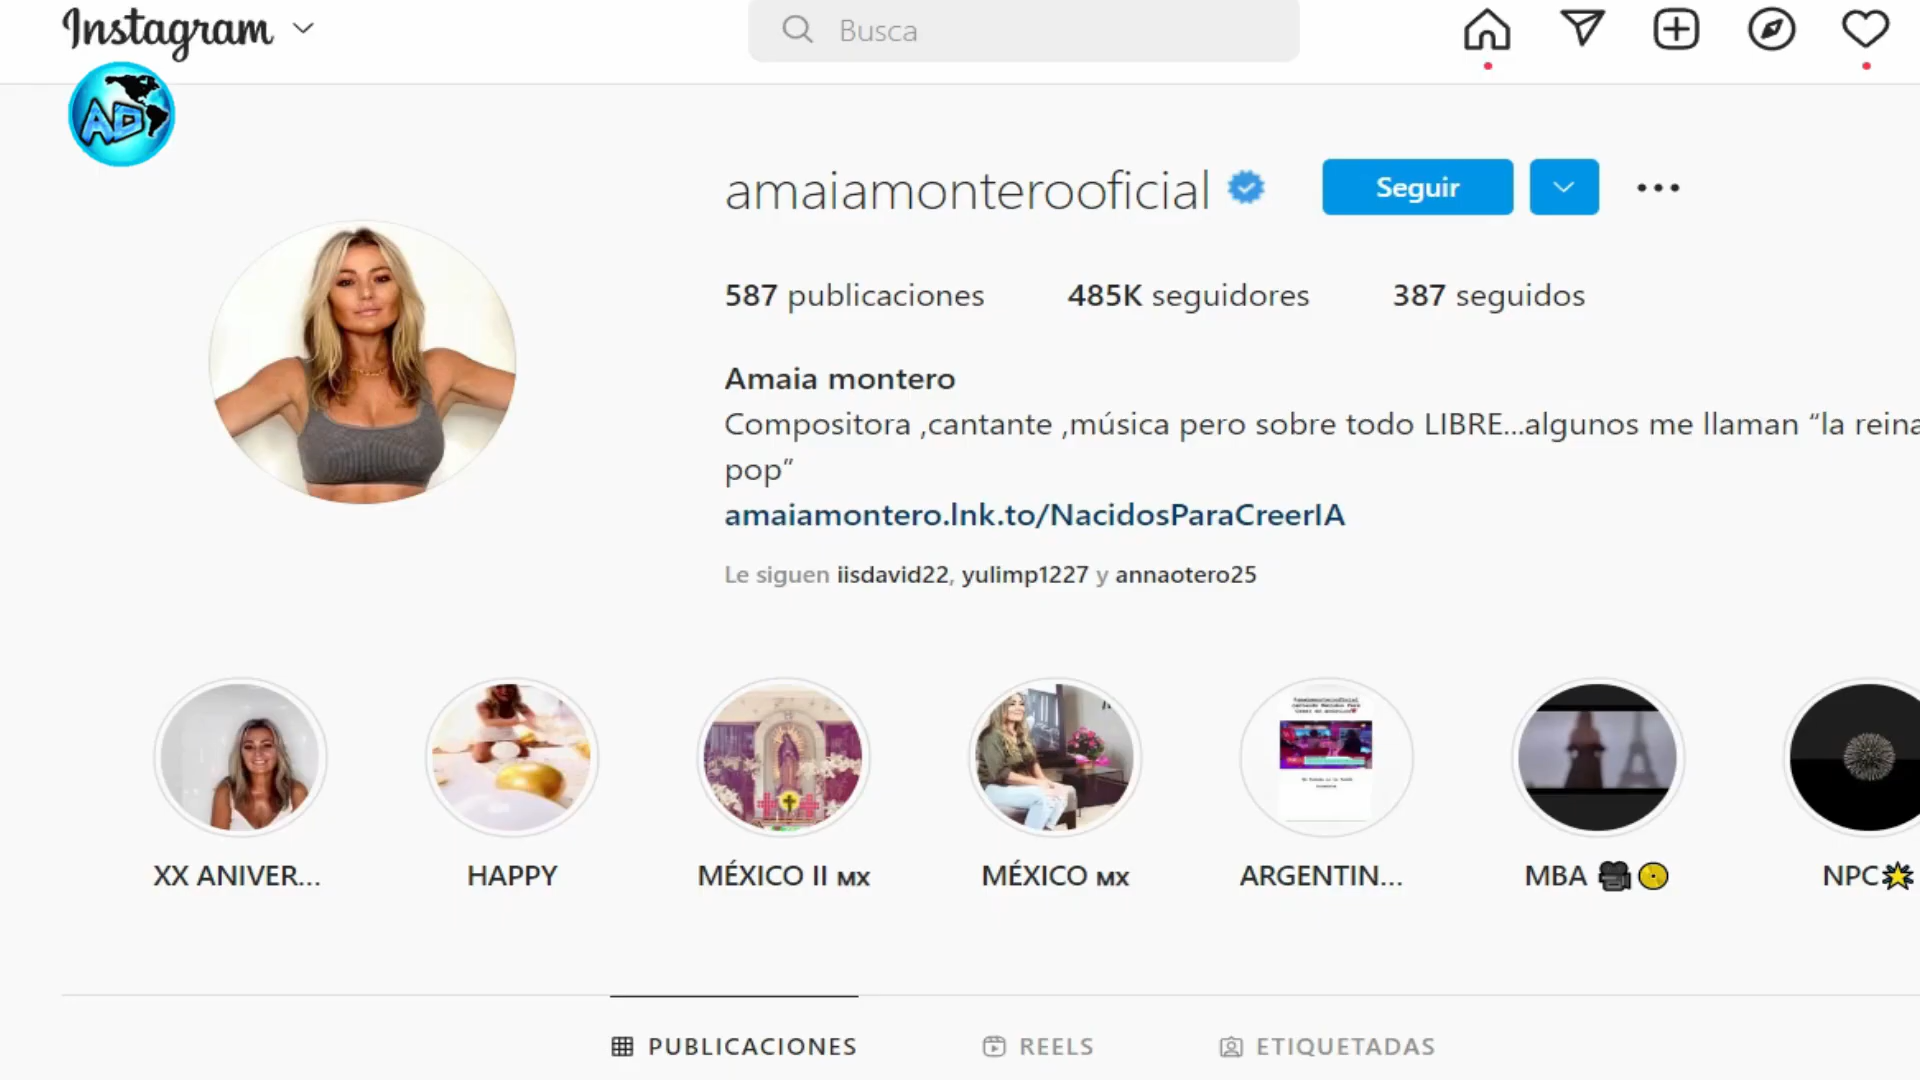 Instagram
Busca
AD
amaiamonterooficial
Seguir
587 publicaciones 485K seguidores 387 seguidos
Amaia montero
Compositora ,cantante ,música pero sobre todo LIBRE...algunos me llaman “la reina
pop”
amaiamontero.lnk.to/NacidosParaCreerIA
Le siguen iisdavid22, yulimp1227 y annaotero25
XX ANIVER... HAPPY MÉXICO II MX MÉXICO MX ARGENTIN... MBA 🎥📀 NPC🌟
PUBLICACIONES REELS ETIQUETADAS